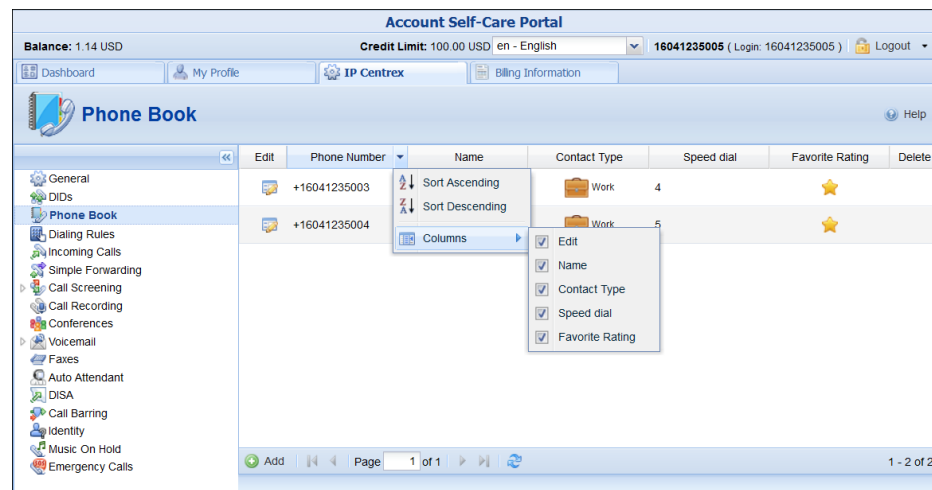 Account Self-Care Portal
Balance: 1.14 USD Credit Limit: 100.00 USD en - English 16041235005 ( Login: 16041235005 ) Logout
Dashboard My Profile IP Centrex Billing Information
Phone Book Help
Edit Phone Number Name Contact Type Speed dial Favorite Rating Delete
General
DIDs
Phone Book
Dialing Rules
Incoming Calls
Simple Forwarding
Call Screening
Call Recording
Conferences
Voicemail
Faxes
Auto Attendant
DISA
Call Barring
Identity
Music On Hold
Emergency Calls
+16041235003 Work 4
+16041235004 Work 5
Sort Ascending
Sort Descending
Columns
Edit
Name
Contact Type
Speed dial
Favorite Rating
Add Page 1 of 1 1 - 2 of 2